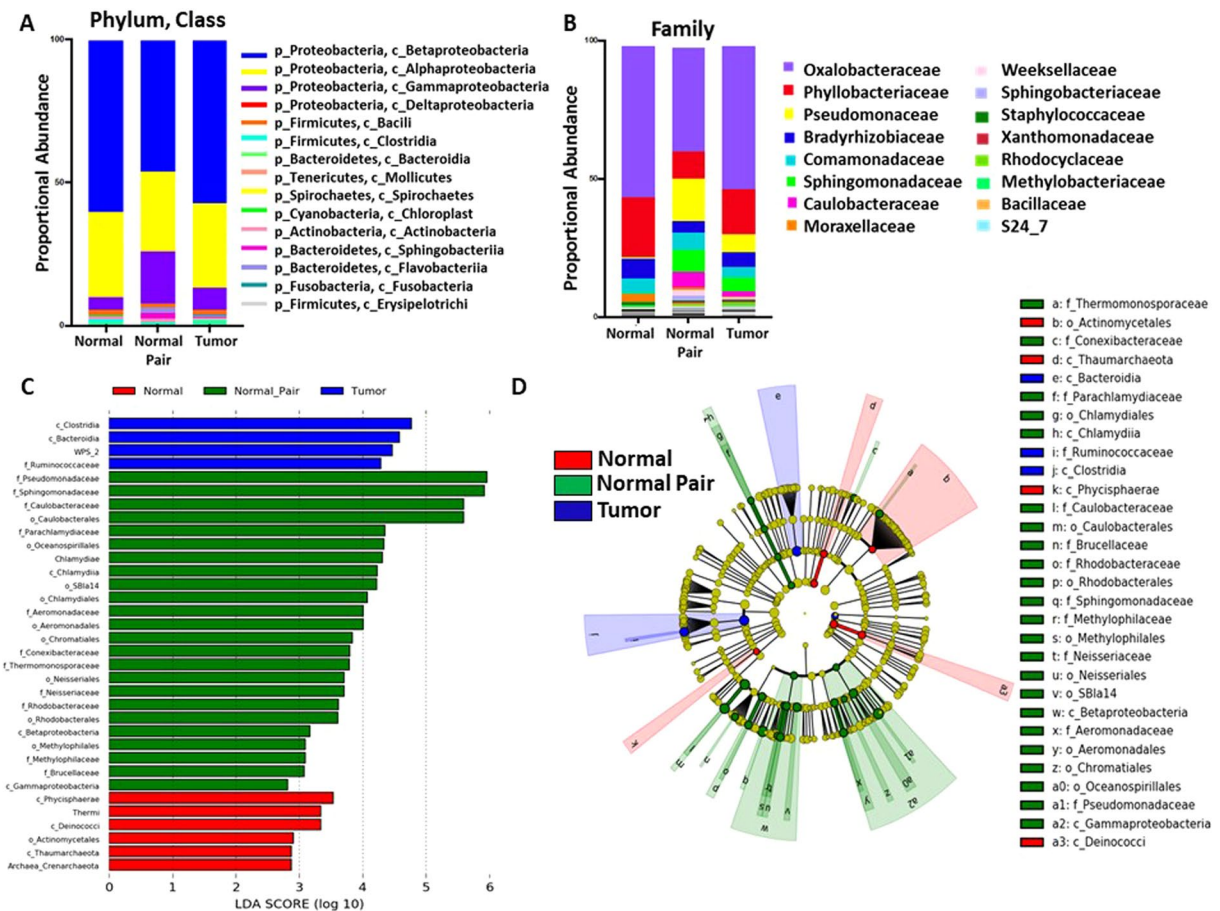 A
Phylum, Class
Proportional Abundance
100
50
0
Normal
Normal
Pair
Tumor
p_Proteobacteria, c_Betaproteobacteria
p_Proteobacteria, c_Alphaproteobacteria
p_Proteobacteria, c_Gammaproteobacteria
p_Proteobacteria, c_Deltaproteobacteria
p_Firmicutes, c_Bacili
p_Firmicutes, c_Clostridia
p_Bacteroidetes, c_Bacteroidia
p_Tenericutes, c_Mollicutes
p_Spirochaetes, c_Spirochaetes
p_Cyanobacteria, c_Chloroplast
p_Actinobacteria, c_Actinobacteria
p_Bacteroidetes, c_Sphingobacteriia
p_Bacteroidetes, c_Flavobacteriia
p_Fusobacteria, c_Fusobacteria
p_Firmicutes, c_Erysipelotrichi
B
Family
Proportional Abundance
100
50
0
Normal
Normal
Pair
Tumor
Oxalobacteraceae
Phyllobacteriaceae
Pseudomonaceae
Bradyrhizobiaceae
Comamonadaceae
Sphingomonadaceae
Caulobacteraceae
Moraxellaceae
Weeksellaceae
Sphingobacteriaceae
Staphylococcaceae
Xanthomonadaceae
Rhodocyclaceae
Methylobacteriaceae
Bacillaceae
S24_7
C
Normal
Normal_Pair
Tumor
c_Clostridia
c_Bacteroidia
WPS_2
f_Ruminococcaceae
f_Pseudomonadaceae
f_Sphingomonadaceae
f_Caulobacteraceae
o_Caulobacterales
f_Parachlamydiaceae
o_Oceanospirillales
Chlamydiae
c_Chlamydiia
o_SBla14
o_Chlamydiales
f_Aeromonadaceae
o_Aeromonadales
o_Chromatiales
f_Conexibacteraceae
f_Thermomonosporaceae
o_Neisseriales
f_Neisseriaceae
f_Rhodobacteraceae
o_Rhodobacterales
c_Betaproteobacteria
o_Methylophilales
f_Methylophilaceae
f_Brucellaceae
c_Gammaproteobacteria
c_Phycisphaerae
Thermi
c_Deinococci
o_Actinomycetales
c_Thaumarchaeota
Archaea_Crenarchaeota
0 1 2 3 4 5 6
LDA SCORE (log 10)
D
Normal
Normal Pair
Tumor
h
g
f
e
d
c
a
b
j
i
k
m
l
n
o
p
q
w
v
x
y
z
a0
a1
a2
a3
a: f_Thermomonosporaceae
b: o_Actinomycetales
c: f_Conexibacteraceae
d: c_Thaumarchaeota
e: c_Bacteroidia
f: f_Parachlamydiaceae
g: o_Chlamydiales
h: c_Chlamydiia
i: f_Ruminococcaceae
j: c_Clostridia
k: c_Phycisphaerae
l: f_Caulobacteraceae
m: o_Caulobacterales
n: f_Brucellaceae
o: f_Rhodobacteraceae
p: o_Rhodobacterales
q: f_Sphingomonadaceae
r: f_Methylophilaceae
s: o_Methylophilales
t: f_Neisseriaceae
u: o_Neisseriales
v: o_SBla14
w: c_Betaproteobacteria
x: f_Aeromonadaceae
y: o_Aeromonadales
z: o_Chromatiales
a0: o_Oceanospirillales
a1: f_Pseudomonadaceae
a2: c_Gammaproteobacteria
a3: c_Deinococci